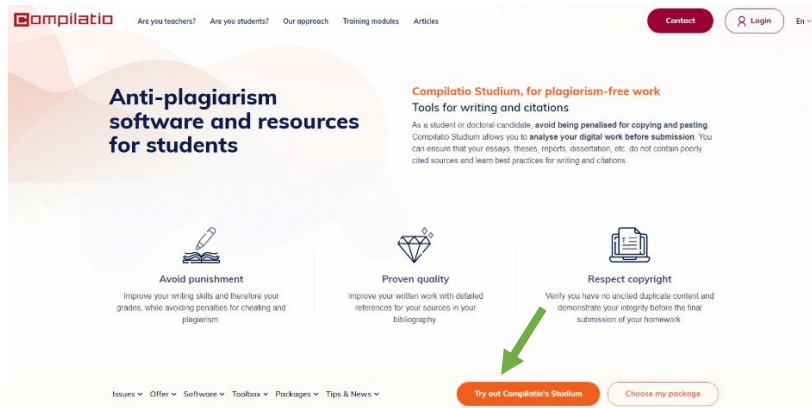 Compilatio
Are you teachers? Are you students? Our approach Training modules Articles
Contact
Login
En
Anti-plagiarism
software and resources
for students
Compilatio Studium, for plagiarism-free work
Tools for writing and citations
As a student or doctoral candidate, avoid being penalised for copying and pasting.
Compilatio Studium allows you to analyse your digital work before submission. You
can ensure that your essays, theses, reports, dissertation, etc. do not contain poorly
cited sources and learn best practices for writing and citations.
Avoid punishment
Improve your writing skills and therefore your
grades, while avoiding penalties for cheating and
plagiarism.
Proven quality
Improve your written work with detailed
references for your sources in your
bibliography.
Respect copyright
Verify you have no uncited duplicate content and
demonstrate your integrity before the final
submission of your homework.
Issues Offer Software Toolbox Packages Tips & News
Try out Compilatio's Studium
Choose my package